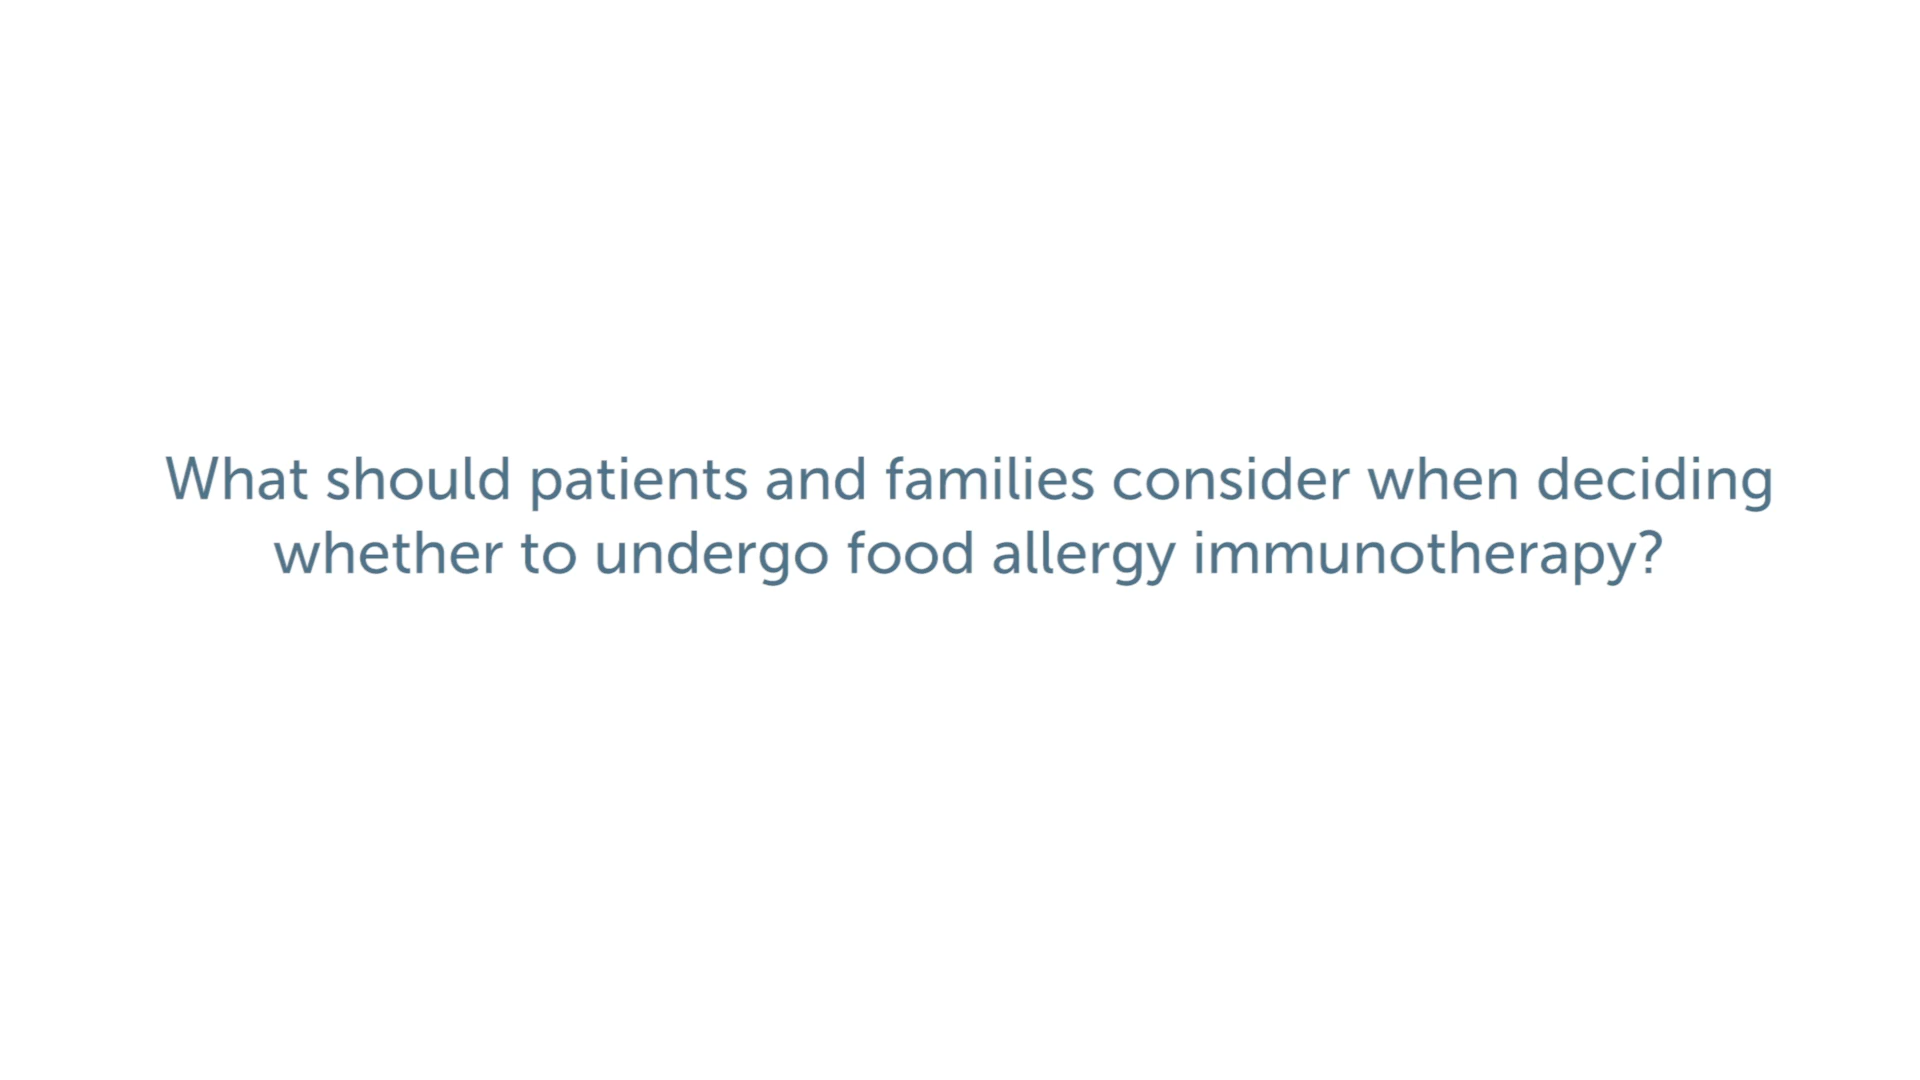 What should patients and families consider when deciding
whether to undergo food allergy immunotherapy?